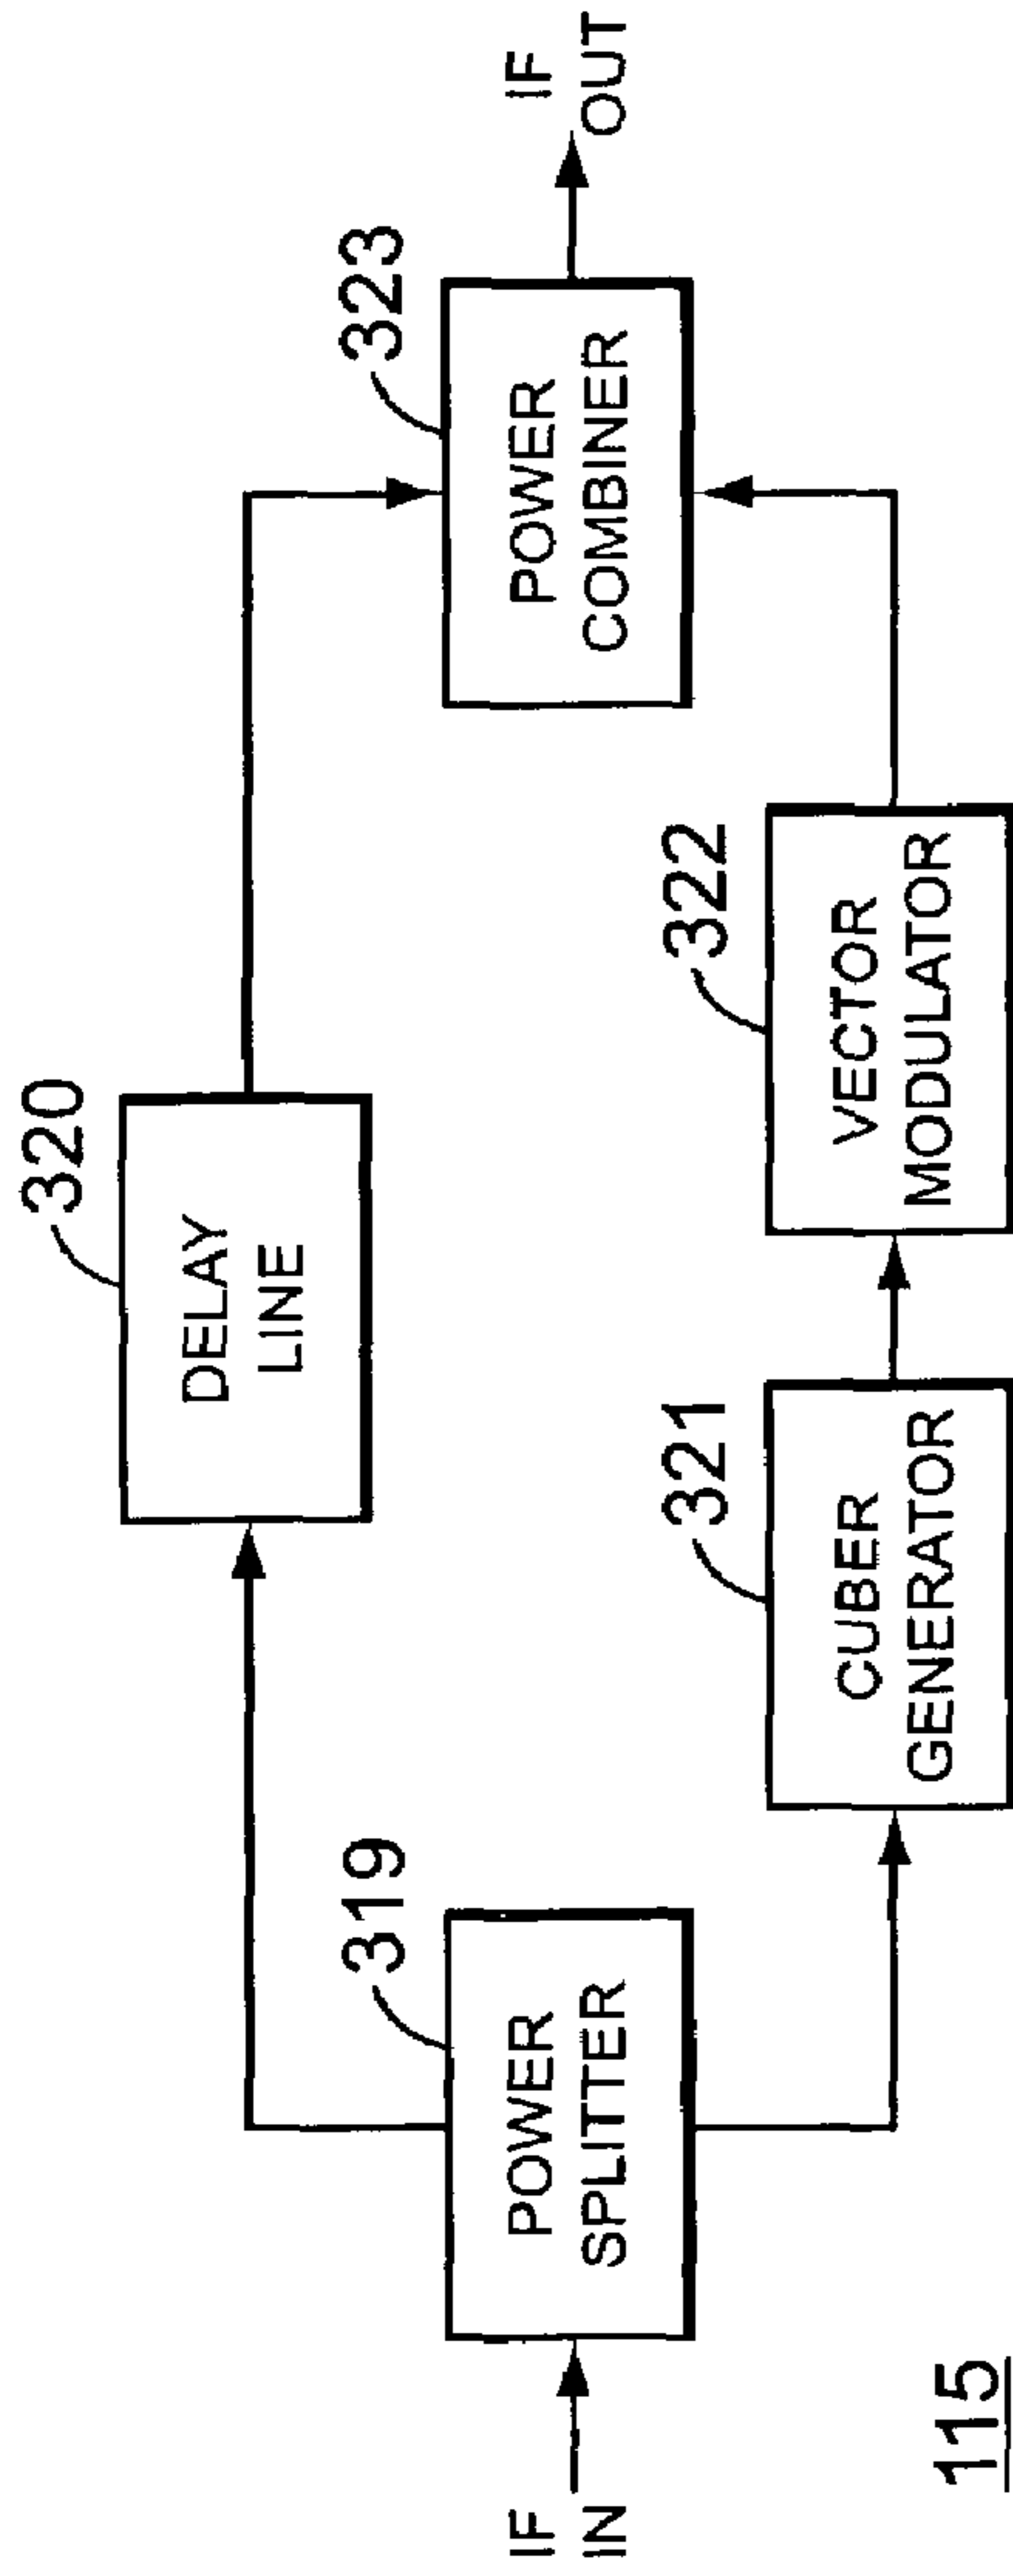 320
DELAY
LINE
IF
IN
319
POWER
SPLITTER
323
POWER
COMBINER
IF
OUT
321
CUBER
GENERATOR
322
VECTOR
MODULATOR
115